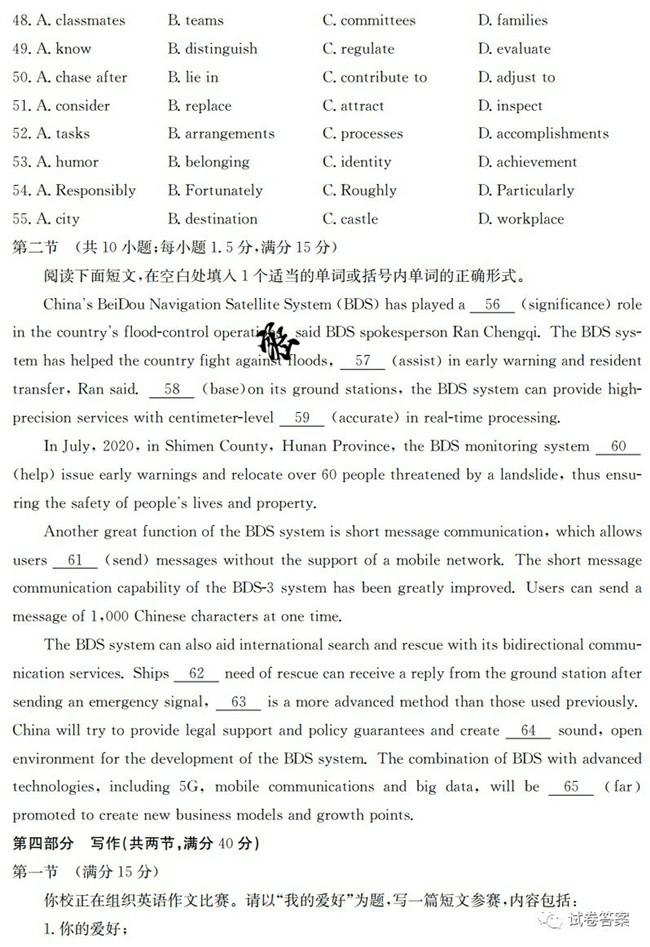 48. A. classmates B. teams C. committees D. families
49. A. know B. distinguish C. regulate D. evaluate
50. A. chase after B. lie in C. contribute to D. adjust to
51. A. consider B. replace C. attract D. inspect
52. A. tasks B. arrangements C. processes D. accomplishments
53. A. humor B. belonging C. identity D. achievement
54. A. Responsibly B. Fortunately C. Roughly D. Particularly
55. A. city B. destination C. castle D. workplace
第二节 (共 10 小题;每小题 1.5 分,满分 15 分)
阅读下面短文,在空白处填入 1 个适当的单词或括号内单词的正确形式。
China's BeiDou Navigation Satellite System (BDS) has played a 56 (significance) role
in the country's flood-control said BDS spokesperson Ran Chengqi. The BDS sys-
tem has helped the country fight against floods, 57 (assist) in early warning and resident
transfer, Ran said. 58 (base)on its ground stations, the BDS system can provide high-
precision services with centimeter-level 59 (accurate) in real-time processing.
In July, 2020, in Shimen County, Hunan Province, the BDS monitoring system 60
(help) issue early warnings and relocate over 60 people threatened by a landslide, thus ensu-
ring the safety of people's lives and property.
Another great function of the BDS system is short message communication, which allows
users 61 (send) messages without the support of a mobile network. The short message
communication capability of the BDS-3 system has been greatly improved. Users can send a
message of 1,000 Chinese characters at one time.
The BDS system can also aid international search and rescue with its bidirectional commu-
nication services. Ships 62 need of rescue can receive a reply from the ground station after
sending an emergency signal, 63 is a more advanced method than those used previously.
China will try to provide legal support and policy guarantees and create 64 sound, open
environment for the development of the BDS system. The combination of BDS with advanced
technologies, including 5G, mobile communications and big data, will be 65 (far)
promoted to create new business models and growth points.
第四部分 写作(共两节,满分 40 分)
第一节 (满分 15 分)
你校正在组织英语作文比赛。请以“我的爱好”为题,写一篇短文参赛,内容包括:
1. 你的爱好;
试卷答案